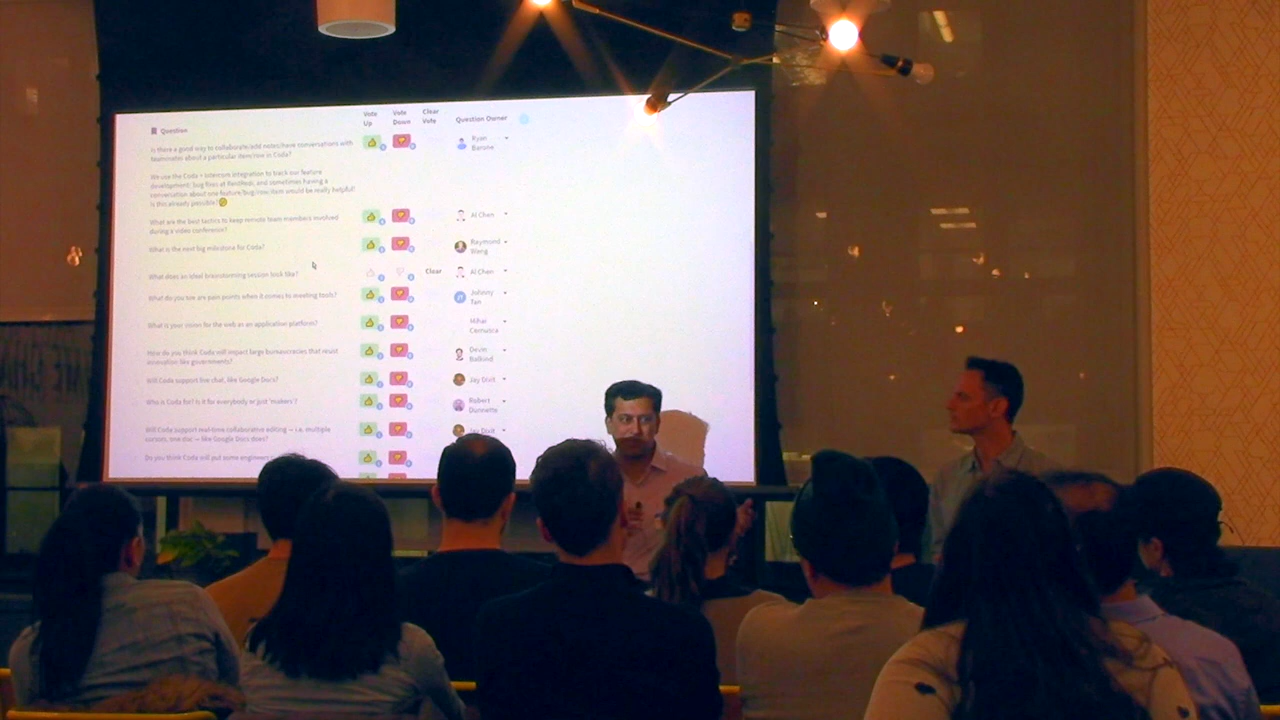 Question
Vote Up
Vote Down
Clear Vote
Question Owner
Is there a good way to collaborate/add notes/have conversations with
teammates about a particular item/row in Coda?
We use the Coda + Intercom integration to track our feature
development/ bug fixes at RentRedi, and sometimes having a
conversation about one feature/bug/row item would be really helpful!
Is this already possible?
Ryan
Barone
What are the best tactics to keep remote team members involved
during a video conference?
Al Chen
What is the next big milestone for Coda?
Raymond
Weng
What does an ideal brainstorming session look like?
Clear
Al Chen
What do you see are pain points when it comes to meeting tools?
Johnny
Tan
What is your vision for the web as an application platform?
Mihai
How do you think Coda will impact large bureaucracies that resist
innovation like governments?
Devin
Balkind
Will Coda support live chat, like Google Docs?
Jay Dixit
Who is Coda for? Is it for everybody or just 'makers'?
Robert
Dunnette
Will Coda support real-time collaborative editing -- i.e. multiple
cursors, one doc -- like Google Docs does?
Jay Dixit
Do you think Coda will put some engineers